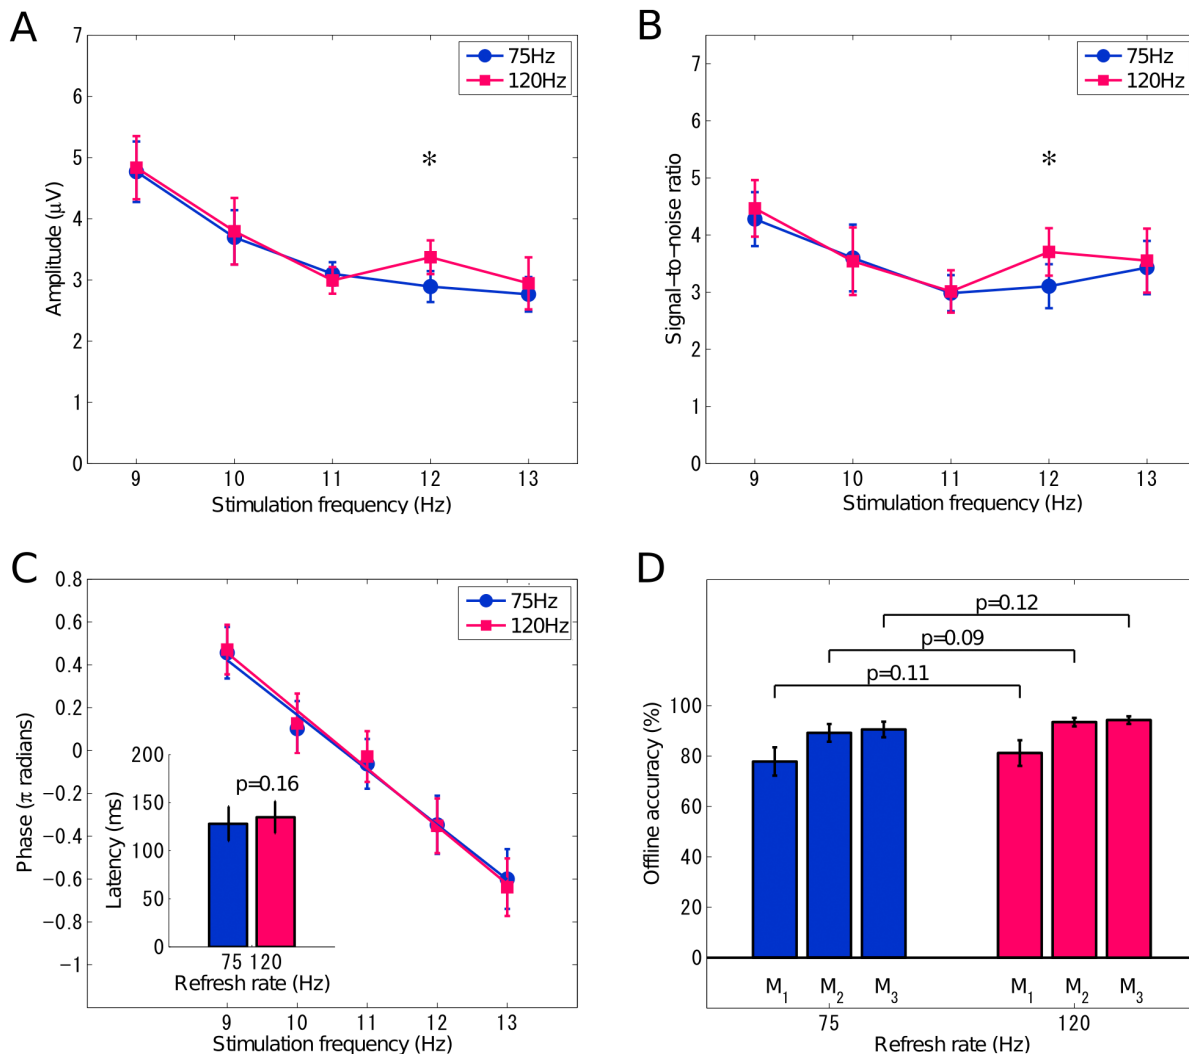 A
7
6
5
4
3
2
1
0
Amplitude (μV)
75Hz
120Hz
*
9 10 11 12 13
Stimulation frequency (Hz)
B
7
6
5
4
3
2
1
0
Signal−to−noise ratio
75Hz
120Hz
*
9 10 11 12 13
Stimulation frequency (Hz)
C
0.8
0.6
0.4
0.2
0
−0.2
−0.4
−0.6
−0.8
−1
Phase (π radians)
75Hz
120Hz
200
150
100
50
0
Latency (ms)
p=0.16
75 120
Refresh rate (Hz)
9 10 11 12 13
Stimulation frequency (Hz)
D
p=0.12
p=0.09
p=0.11
100
80
60
40
20
0
Offline accuracy (%)
M1 M2 M3 M1 M2 M3
75 120
Refresh rate (Hz)